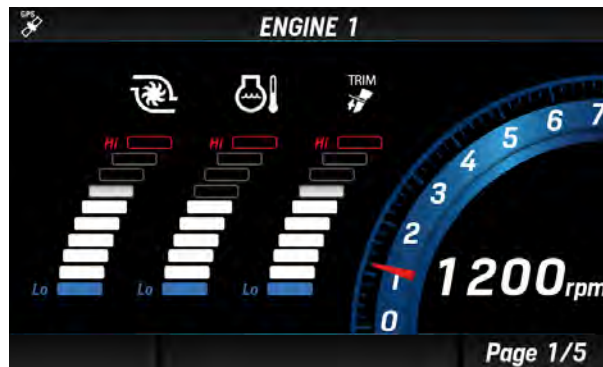 GPS
ENGINE 1
TRIM
Hi Hi Hi
Lo Lo Lo
7
6
5
4
3
2
1
0
1200rpm
Page 1/5